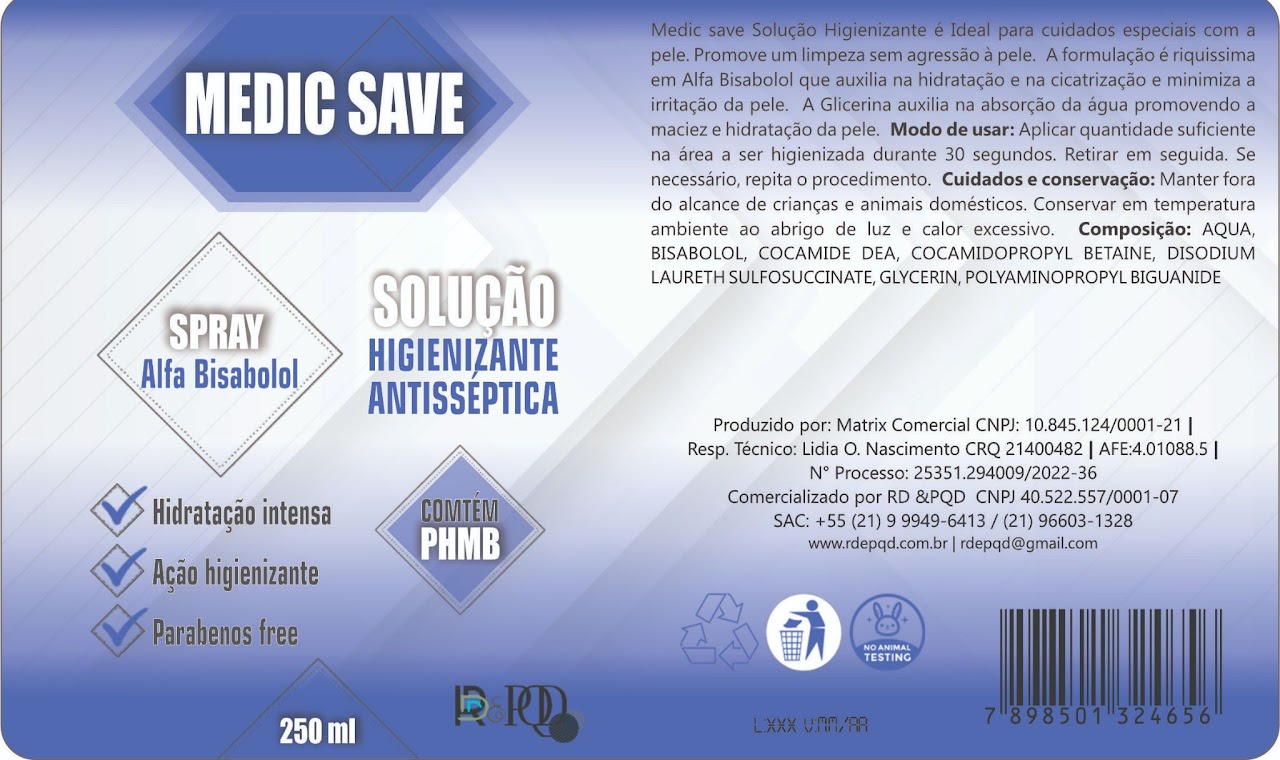 MEDIC SAVE
SPRAY
Alfa Bisabolol
SOLUÇÃO
HIGIENIZANTE
ANTISSÉPTICA
Hidratação intensa
Ação higienizante
Parabenos free
COMTÉM
PHMB
250 ml
R&PQD
Medic save Solução Higienizante é Ideal para cuidados especiais com a
pele. Promove um limpeza sem agressão à pele. A formulação é riquissima
em Alfa Bisabolol que auxilia na hidratação e na cicatrização e minimiza a
irritação da pele. A Glicerina auxilia na absorção da água promovendo a
maciez e hidratação da pele. Modo de usar: Aplicar quantidade suficiente
na área a ser higienizada durante 30 segundos. Retirar em seguida. Se
necessário, repita o procedimento. Cuidados e conservação: Manter fora
do alcance de crianças e animais domésticos. Conservar em temperatura
ambiente ao abrigo de luz e calor excessivo. Composição: AQUA,
BISABOLOL, COCAMIDE DEA, COCAMIDOPROPYL BETAINE, DISODIUM
LAURETH SULFOSUCCINATE, GLYCERIN, POLYAMINOPROPYL BIGUANIDE
Produzido por: Matrix Comercial CNPJ: 10.845.124/0001-21 |
Resp. Técnico: Lidia O. Nascimento CRQ 21400482 | AFE:4.01088.5 |
N° Processo: 25351.294009/2022-36
Comercializado por RD &PQD CNPJ 40.522.557/0001-07
SAC: +55 (21) 9 9949-6413 / (21) 96603-1328
www.rdepqd.com.br | rdepqd@gmail.com
NO ANIMAL
TESTING
L:XXX V:MM/AA
7 898501 324656